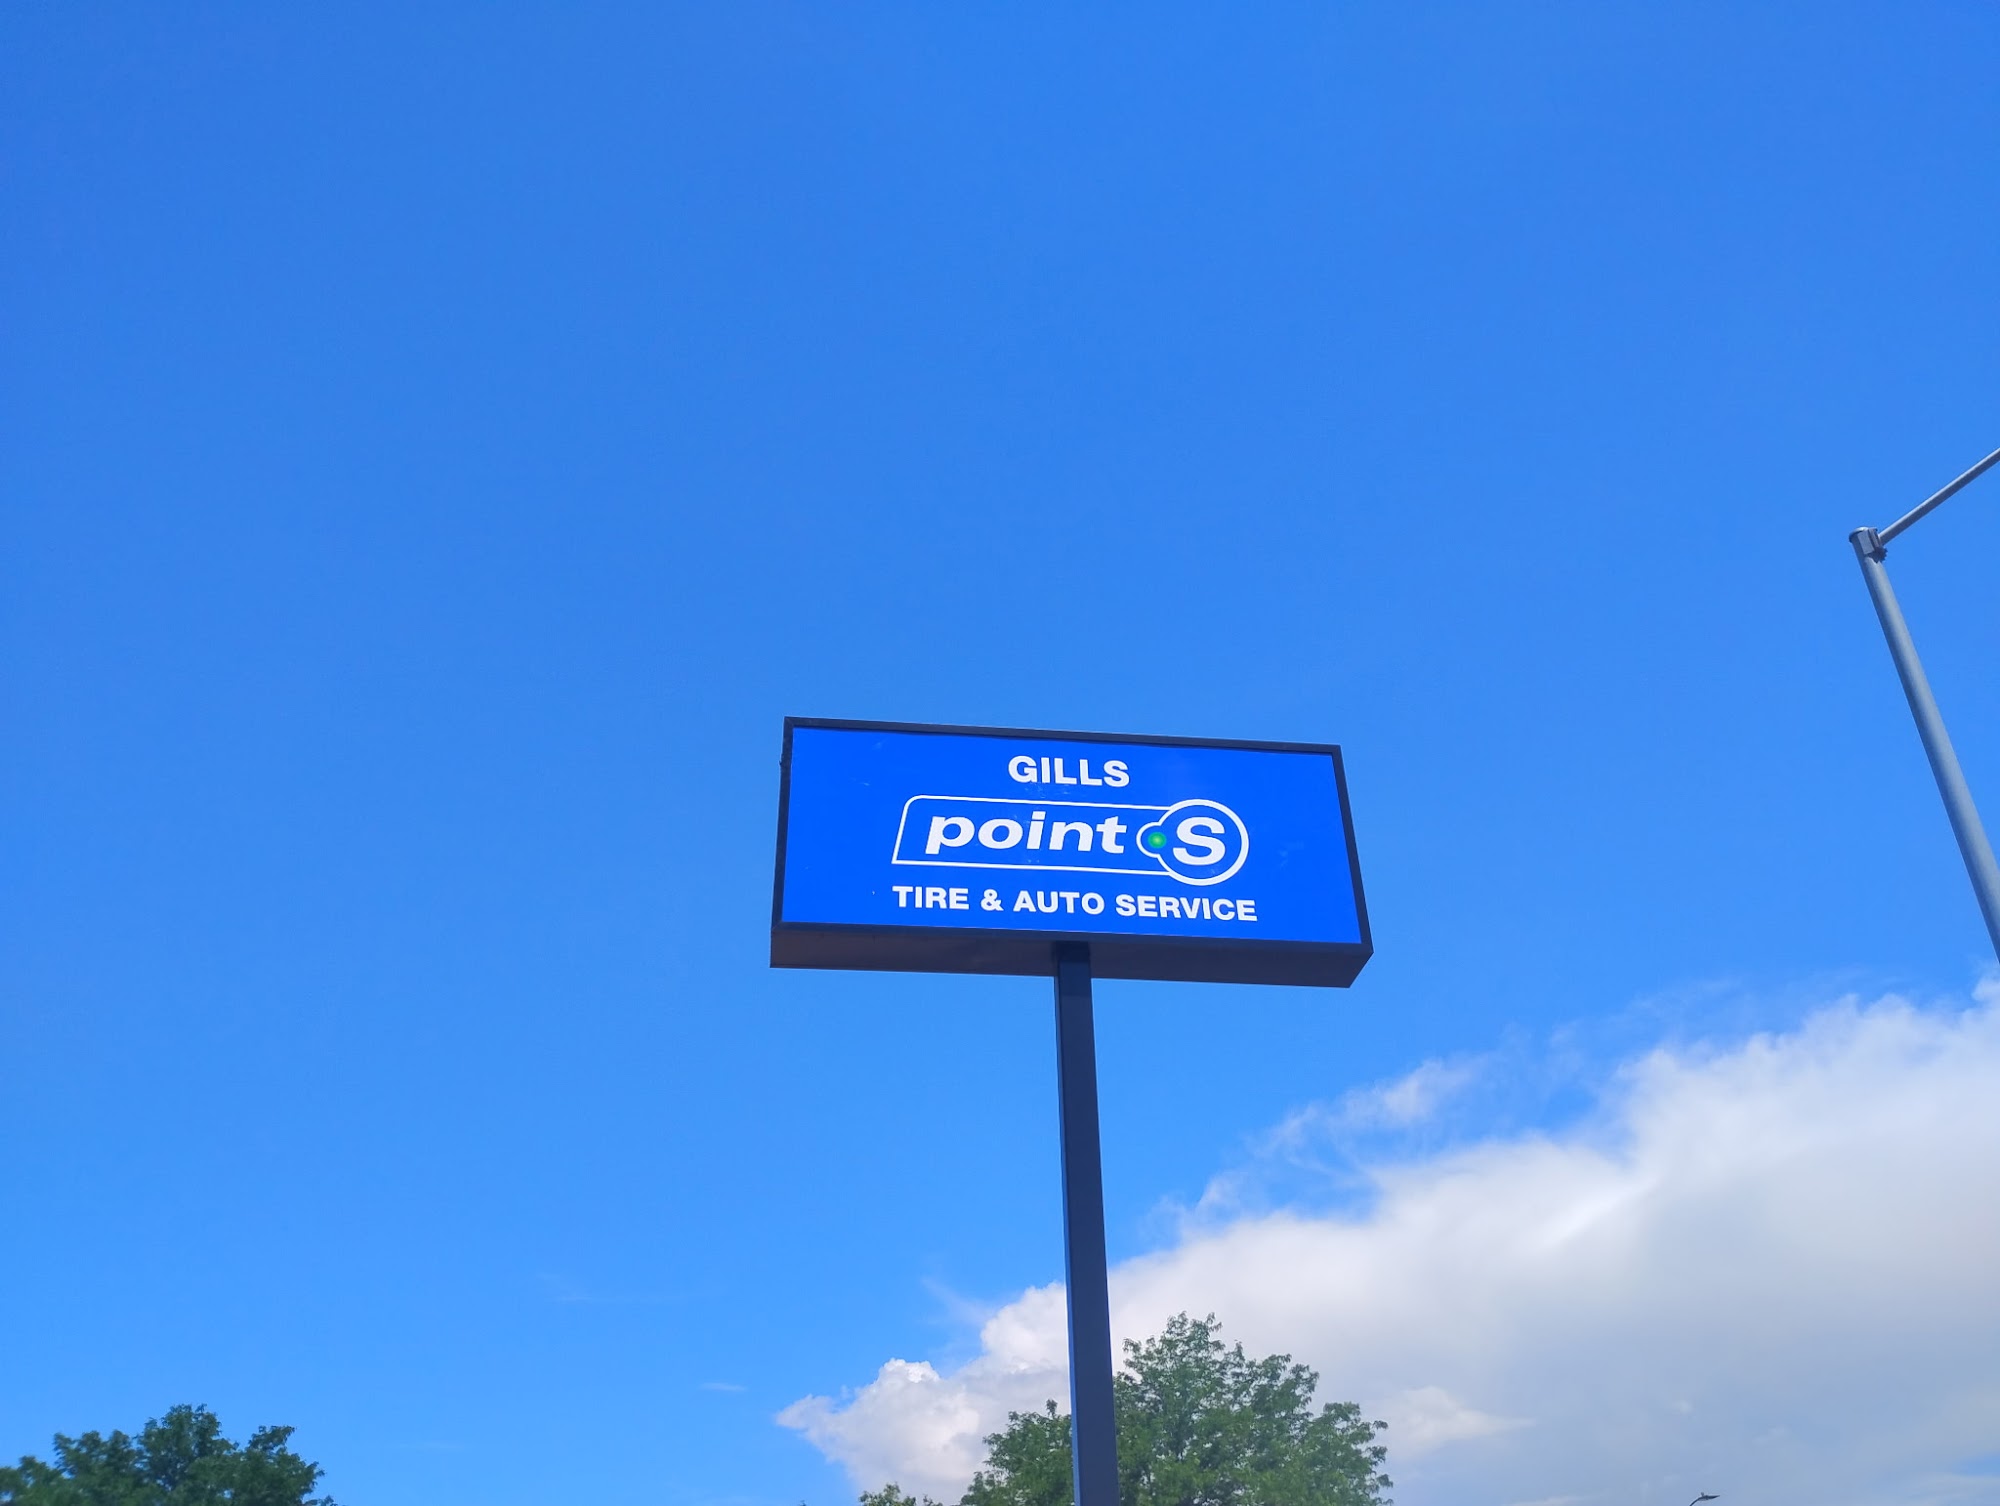 GILLS
point S
TIRE & AUTO SERVICE